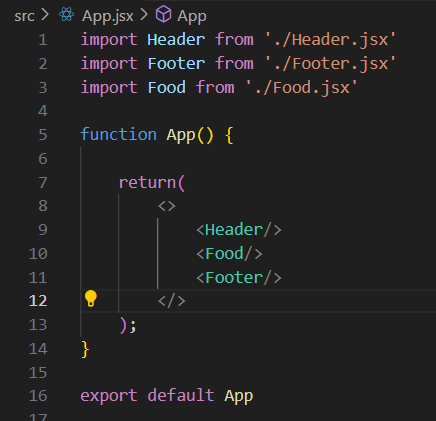 src > App.jsx > App
1 import Header from './Header.jsx'
2 import Footer from './Footer.jsx'
3 import Food from './Food.jsx'
4
5 function App() {
6
7     return(
8         <>
9             <Header/>
10             <Food/>
11             <Footer/>
12         </>
13     );
14 }
15
16 export default App
17